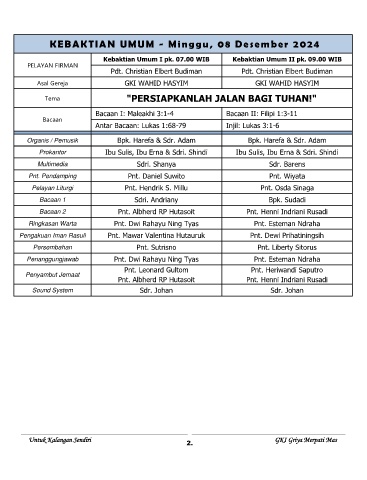 KEBAKTIAN UMUM - Minggu, 08 Desember 2024
PELAYAN FIRMAN
Kebaktian Umum I pk. 07.00 WIB Kebaktian Umum II pk. 09.00 WIB
Pdt. Christian Elbert Budiman Pdt. Christian Elbert Budiman
Asal Gereja GKI WAHID HASYIM GKI WAHID HASYIM
Tema "PERSIAPKANLAH JALAN BAGI TUHAN!"
Bacaan
Bacaan I: Maleakhi 3:1-4 Bacaan II: Filipi 1:3-11
Antar Bacaan: Lukas 1:68-79 Injil: Lukas 3:1-6
Organis / Pemusik Bpk. Harefa & Sdr. Adam Bpk. Harefa & Sdr. Adam
Prokantor Ibu Sulis, Ibu Erna & Sdri. Shindi Ibu Sulis, Ibu Erna & Sdri. Shindi
Multimedia Sdri. Shanya Sdr. Barens
Pnt. Pendamping Pnt. Daniel Suwito Pnt. Wiyata
Pelayan Liturgi Pnt. Hendrik S. Millu Pnt. Osda Sinaga
Bacaan 1 Sdri. Andriany Bpk. Sudadi
Bacaan 2 Pnt. Albherd RP Hutasoit Pnt. Henni Indriani Rusadi
Ringkasan Warta Pnt. Dwi Rahayu Ning Tyas Pnt. Esteman Ndraha
Pengakuan Iman Rasuli Pnt. Mawar Valentina Hutauruk Pnt. Dewi Prihatiningsih
Persembahan Pnt. Sutrisno Pnt. Liberty Sitorus
Penanggungjawab Pnt. Dwi Rahayu Ning Tyas Pnt. Esteman Ndraha
Penyambut Jemaat
Pnt. Leonard Gultom Pnt. Heriwandi Saputro
Pnt. Albherd RP Hutasoit Pnt. Henni Indriani Rusadi
Sound System Sdr. Johan Sdr. Johan
Untuk Kalangan Sendiri GKI Griya Merpati Mas
2.